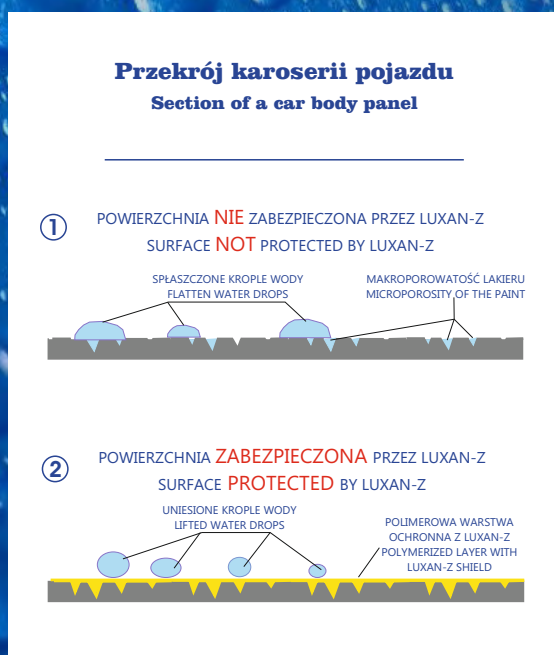 Przekrój karoserii pojazdu
Section of a car body panel
1
POWIERZCHNIA NIE ZABEZPIECZONA PRZEZ LUXAN-Z
SURFACE NOT PROTECTED BY LUXAN-Z
SPŁASZCZONE KROPLE WODY
FLATTEN WATER DROPS
MAKROPOROWATOŚĆ LAKIERU
MICROPOROSITY OF THE PAINT
2
POWIERZCHNIA ZABEZPIECZONA PRZEZ LUXAN-Z
SURFACE PROTECTED BY LUXAN-Z
UNIESIONE KROPLE WODY
LIFTED WATER DROPS
POLIMEROWA WARSTWA
OCHRONNA Z LUXAN-Z
POLYMERIZED LAYER WITH
LUXAN-Z SHIELD